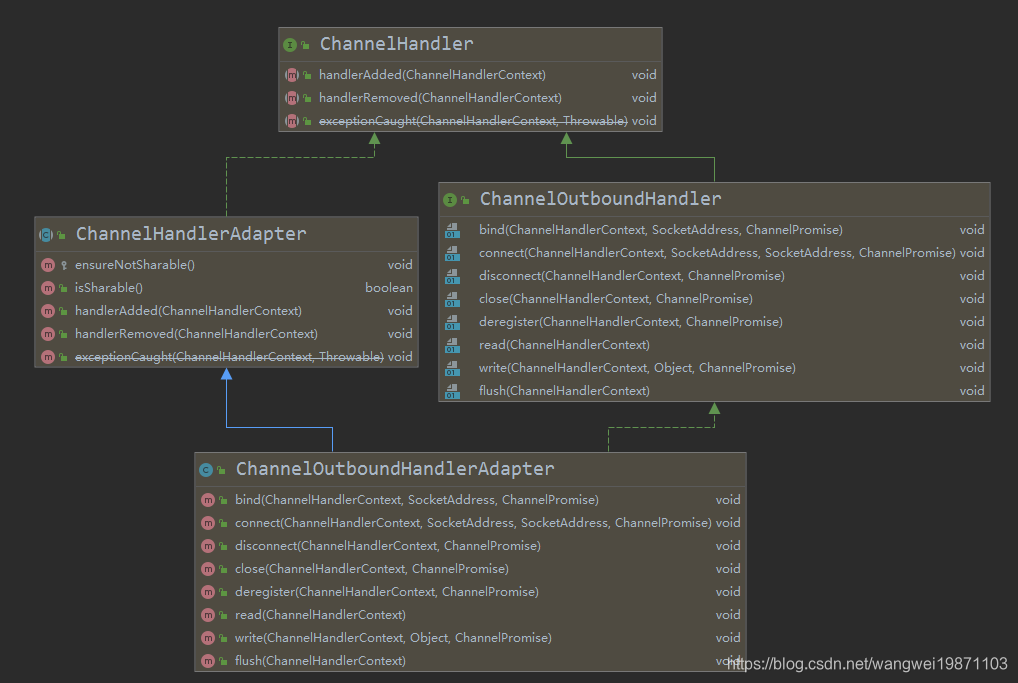 ChannelHandler
handlerAdded(ChannelHandlerContext) void
handlerRemoved(ChannelHandlerContext) void
exceptionCaught(ChannelHandlerContext, Throwable) void
ChannelHandlerAdapter
ensureNotSharable() void
isSharable() boolean
handlerAdded(ChannelHandlerContext) void
handlerRemoved(ChannelHandlerContext) void
exceptionCaught(ChannelHandlerContext, Throwable) void
ChannelOutboundHandler
bind(ChannelHandlerContext, SocketAddress, ChannelPromise) void
connect(ChannelHandlerContext, SocketAddress, SocketAddress, ChannelPromise) void
disconnect(ChannelHandlerContext, ChannelPromise) void
close(ChannelHandlerContext, ChannelPromise) void
deregister(ChannelHandlerContext, ChannelPromise) void
read(ChannelHandlerContext) void
write(ChannelHandlerContext, Object, ChannelPromise) void
flush(ChannelHandlerContext) void
ChannelOutboundHandlerAdapter
bind(ChannelHandlerContext, SocketAddress, ChannelPromise) void
connect(ChannelHandlerContext, SocketAddress, SocketAddress, ChannelPromise) void
disconnect(ChannelHandlerContext, ChannelPromise) void
close(ChannelHandlerContext, ChannelPromise) void
deregister(ChannelHandlerContext, ChannelPromise) void
read(ChannelHandlerContext) void
write(ChannelHandlerContext, Object, ChannelPromise) void
flush(ChannelHandlerContext) void
https://blog.csdn.net/wangwei19871103